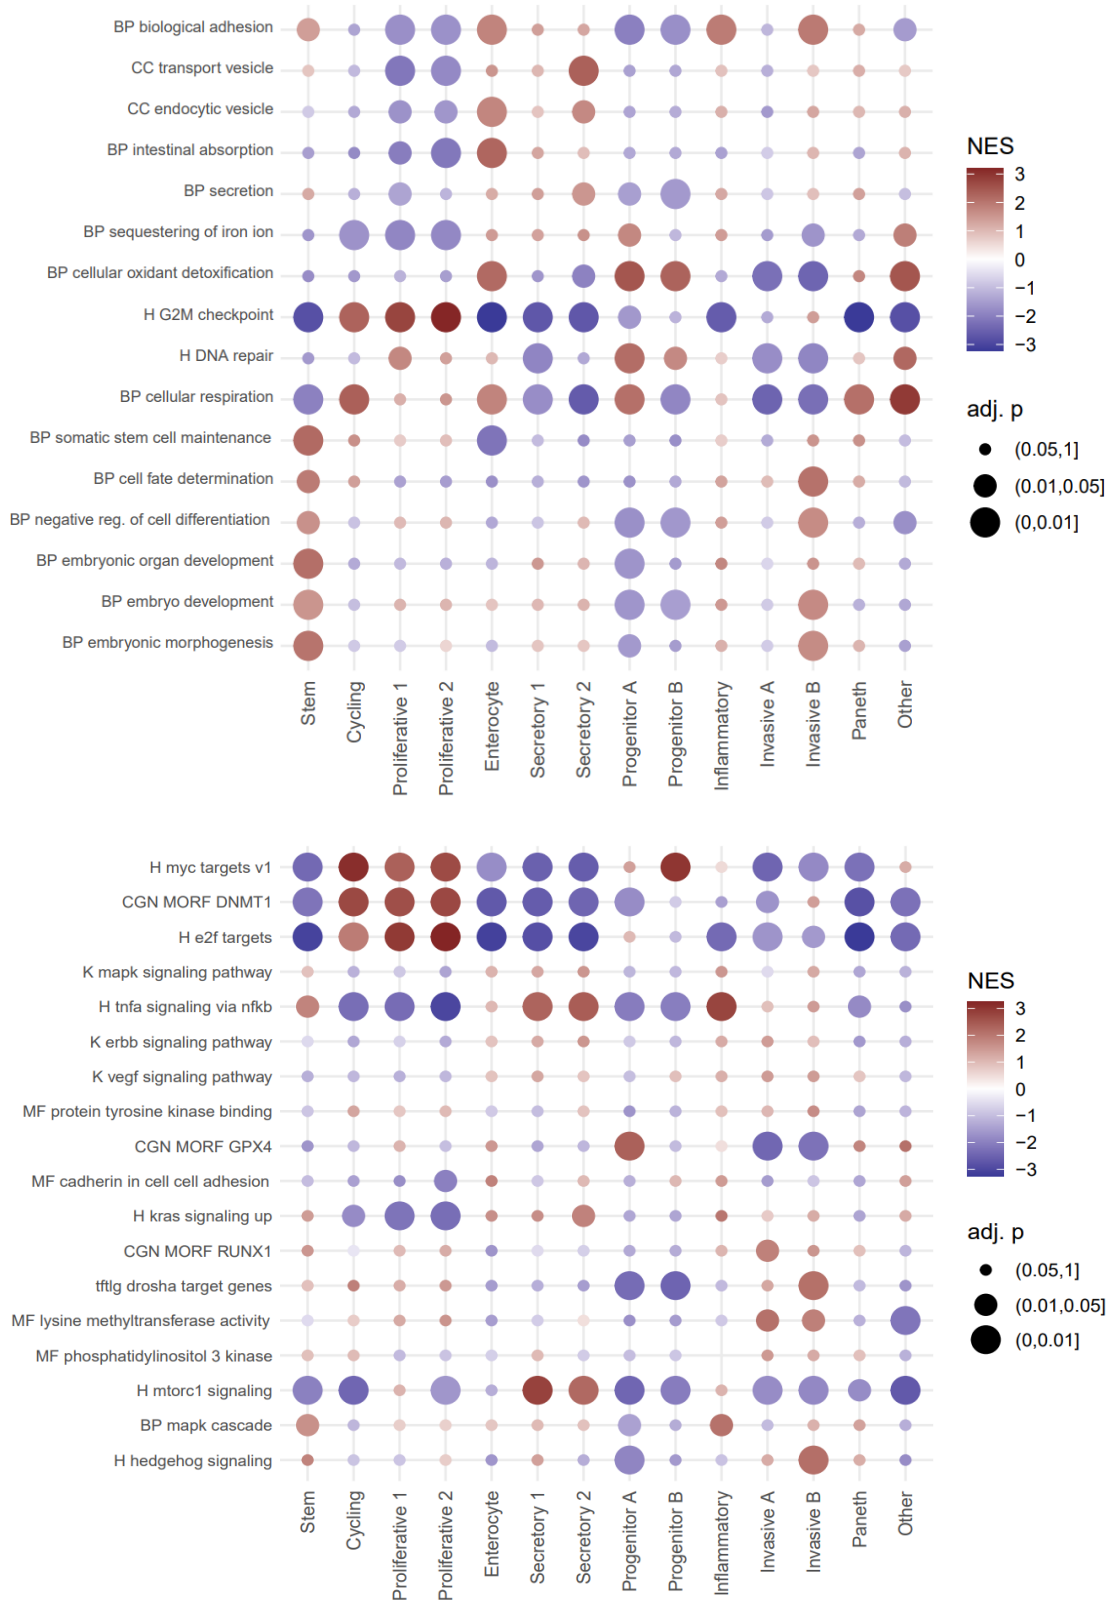 BP biological adhesion
CC transport vesicle
CC endocytic vesicle
BP intestinal absorption
BP secretion
BP sequestering of iron ion
BP cellular oxidant detoxification
H G2M checkpoint
H DNA repair
BP cellular respiration
BP somatic stem cell maintenance
BP cell fate determination
BP negative reg. of cell differentiation
BP embryonic organ development
BP embryo development
BP embryonic morphogenesis
Stem
Cycling
Proliferative 1
Proliferative 2
Enterocyte
Secretory 1
Secretory 2
Progenitor A
Progenitor B
Inflammatory
Invasive A
Invasive B
Paneth
Other
NES
3
2
1
0
−1
−2
−3
adj. p
(0.05,1]
(0.01,0.05]
(0,0.01]
H myc targets v1
CGN MORF DNMT1
H e2f targets
K mapk signaling pathway
H tnfa signaling via nfkb
K erbb signaling pathway
K vegf signaling pathway
MF protein tyrosine kinase binding
CGN MORF GPX4
MF cadherin in cell cell adhesion
H kras signaling up
CGN MORF RUNX1
tftlg drosha target genes
MF lysine methyltransferase activity
MF phosphatidylinositol 3 kinase
H mtorc1 signaling
BP mapk cascade
H hedgehog signaling
Stem
Cycling
Proliferative 1
Proliferative 2
Enterocyte
Secretory 1
Secretory 2
Progenitor A
Progenitor B
Inflammatory
Invasive A
Invasive B
Paneth
Other
NES
3
2
1
0
−1
−2
−3
adj. p
(0.05,1]
(0.01,0.05]
(0,0.01]